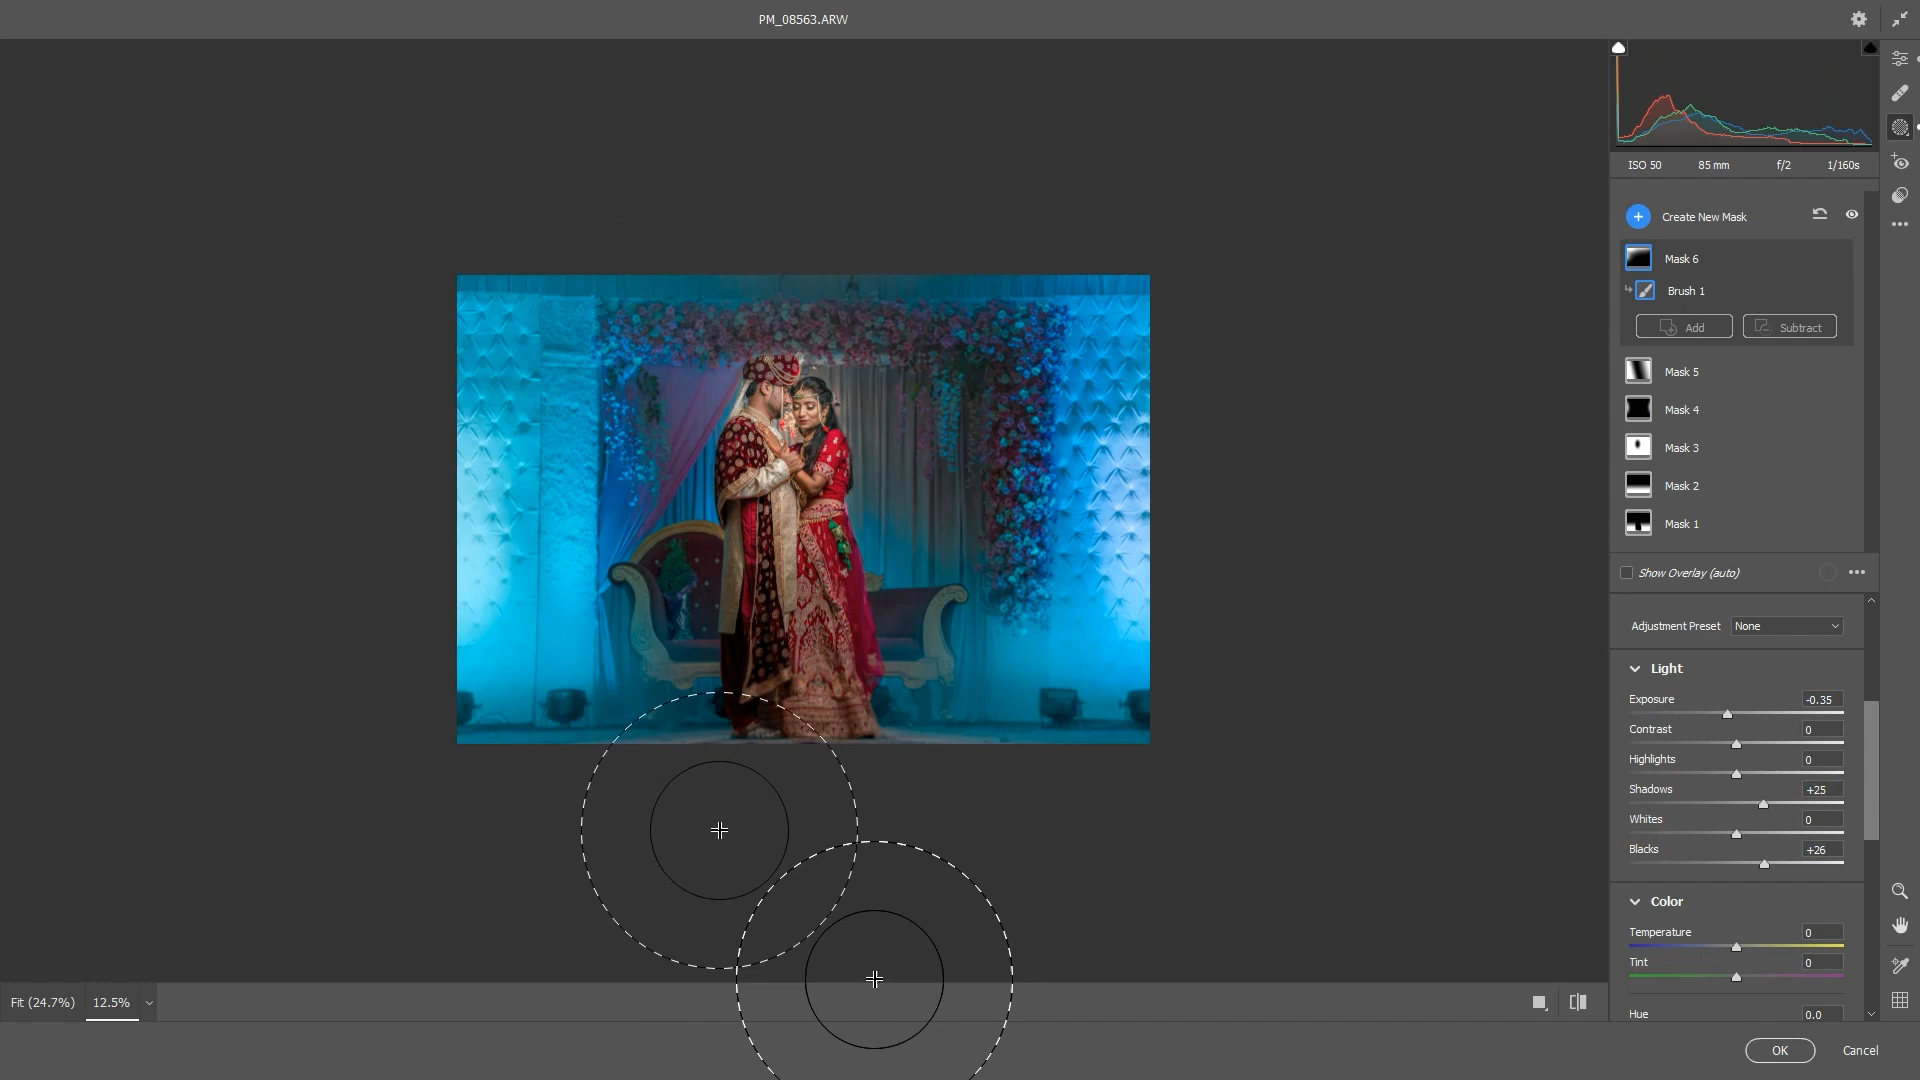 PM_08563.ARW
ISO 50 85 mm f/2 1/160s
Create New Mask
Mask 6
Brush 1
Add Subtract
Mask 5
Mask 4
Mask 3
Mask 2
Mask 1
Show Overlay (auto)
Adjustment Preset None
Light
Exposure -0.35
Contrast 0
Highlights 0
Shadows +25
Whites 0
Blacks +26
Color
Temperature 0
Tint 0
Hue 0.0
Fit (24.7%) 12.5%
OK Cancel